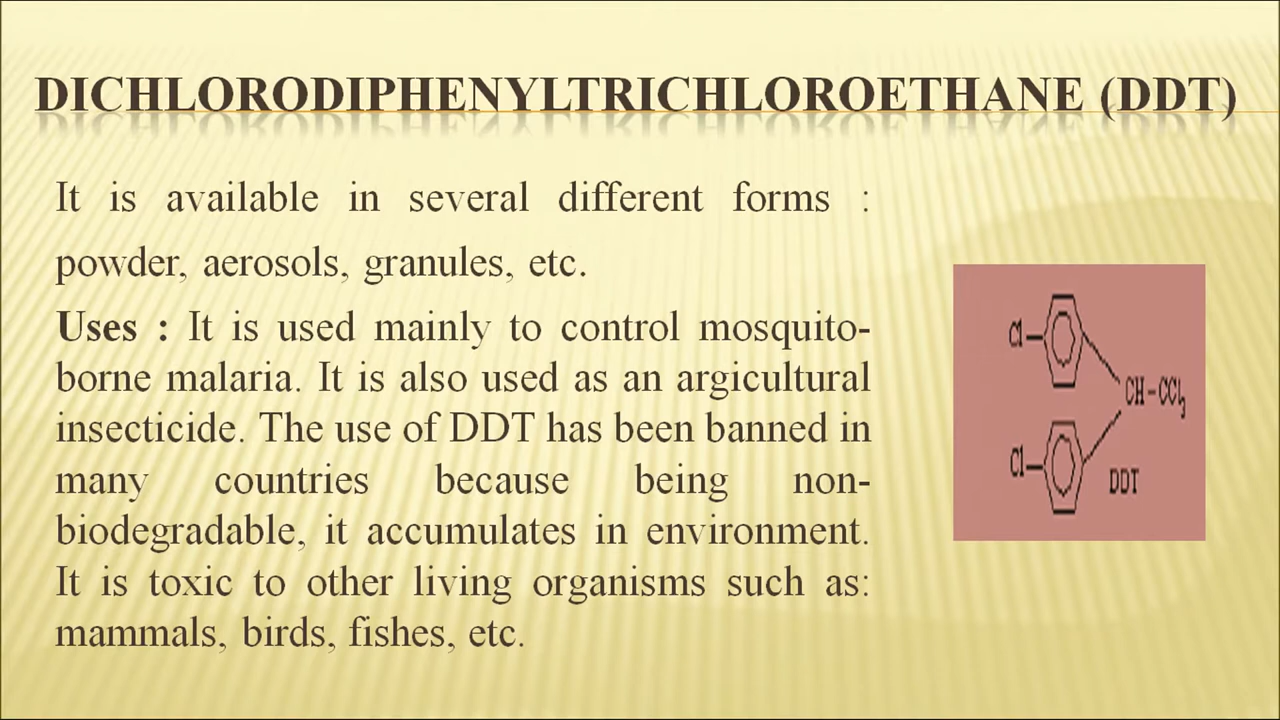 DICHLORODIPHENYLTRICHLOROETHANE (DDT)
It is available in several different forms :
powder, aerosols, granules, etc.
Uses : It is used mainly to control mosquito-
borne malaria. It is also used as an argicultural
insecticide. The use of DDT has been banned in
many countries because being non-
biodegradable, it accumulates in environment.
It is toxic to other living organisms such as:
mammals, birds, fishes, etc.
Cl
CH-CCl3
Cl
DDT